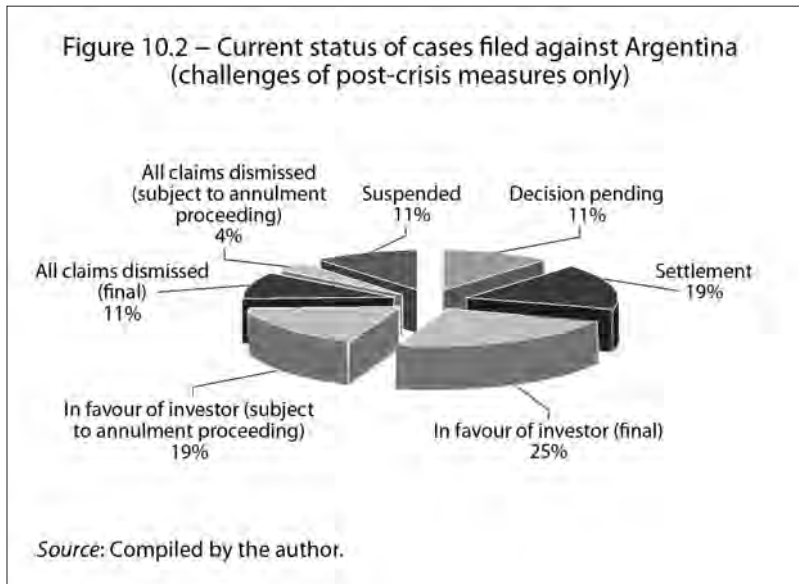 Figure 10.2 – Current status of cases filed against Argentina
(challenges of post-crisis measures only)
All claims dismissed
(subject to annulment
proceeding)
4%
Suspended
11%
Decision pending
11%
All claims dismissed
(final)
11%
Settlement
19%
In favour of investor (subject
to annulment proceeding)
19%
In favour of investor (final)
25%
Source: Compiled by the author.